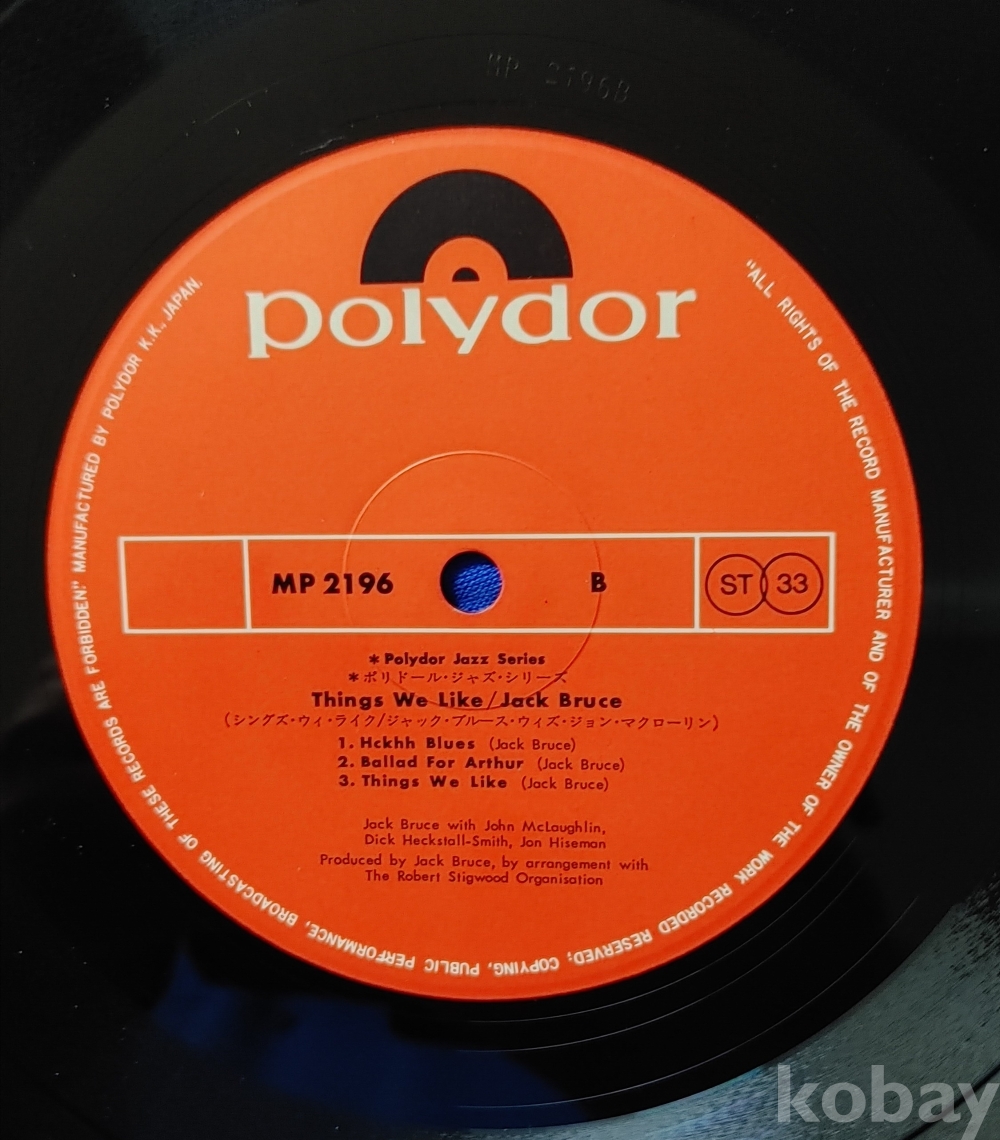 MP 2196B
polydor
"ALL RIGHTS OF THE RECORD MANUFACTURER AND OF THE OWNER OF THE WORK RECORDED RESERVED; COPYING, PUBLIC PERFORMANCE, BROADCASTING OF THESE RECORDS ARE FORBIDDEN." MANUFACTURED BY POLYDOR K.K., JAPAN.
MP 2196 B ST 33
*Polydor Jazz Series
*ポリドール・ジャズ・シリーズ
Things We Like/Jack Bruce
(シングズ・ウィ・ライク/ジャック・ブルース・ウィズ・ジョン・マクローリン)
1. Hckhh Blues (Jack Bruce)
2. Ballad For Arthur (Jack Bruce)
3. Things We Like (Jack Bruce)
Jack Bruce with John McLaughlin,
Dick Heckstall-Smith, Jon Hiseman
Produced by Jack Bruce, by arrangement with
The Robert Stigwood Organisation
kobay